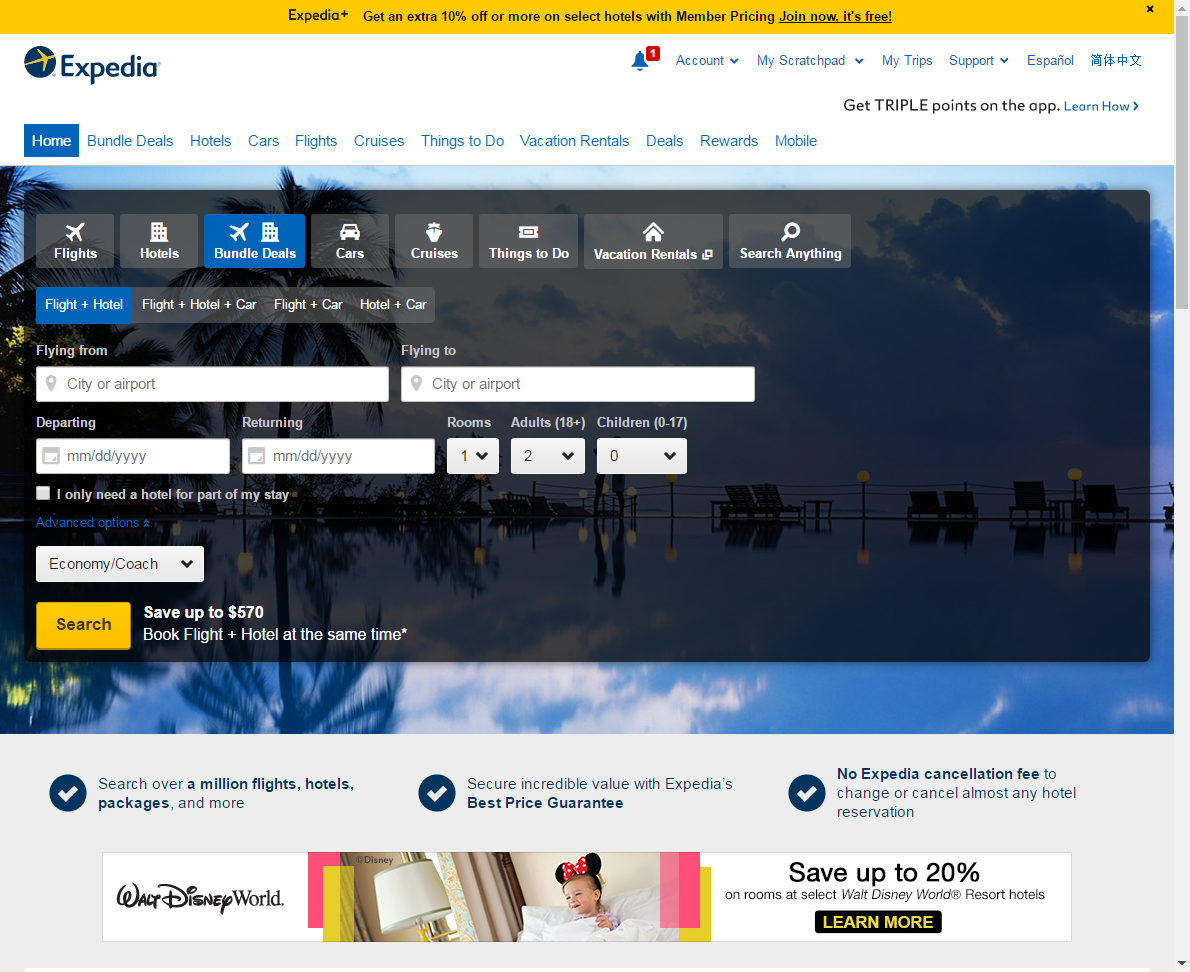 Expedia+ Get an extra 10% off or more on select hotels with Member Pricing Join now, it's free!
Expedia
1 Account My Scratchpad My Trips Support Español 简体中文
Get TRIPLE points on the app. Learn How
Home Bundle Deals Hotels Cars Flights Cruises Things to Do Vacation Rentals Deals Rewards Mobile
Flights Hotels Bundle Deals Cars Cruises Things to Do Vacation Rentals Search Anything
Flight + Hotel Flight + Hotel + Car Flight + Car Hotel + Car
Flying from Flying to
City or airport City or airport
Departing Returning Rooms Adults (18+) Children (0-17)
mm/dd/yyyy mm/dd/yyyy 1 2 0
I only need a hotel for part of my stay
Advanced options
Economy/Coach
Search
Save up to $570
Book Flight + Hotel at the same time*
Search over a million flights, hotels,
packages, and more
Secure incredible value with Expedia's
Best Price Guarantee
No Expedia cancellation fee to
change or cancel almost any hotel
reservation
Walt Disney World.
©Disney
Save up to 20%
on rooms at select Walt Disney World® Resort hotels
LEARN MORE